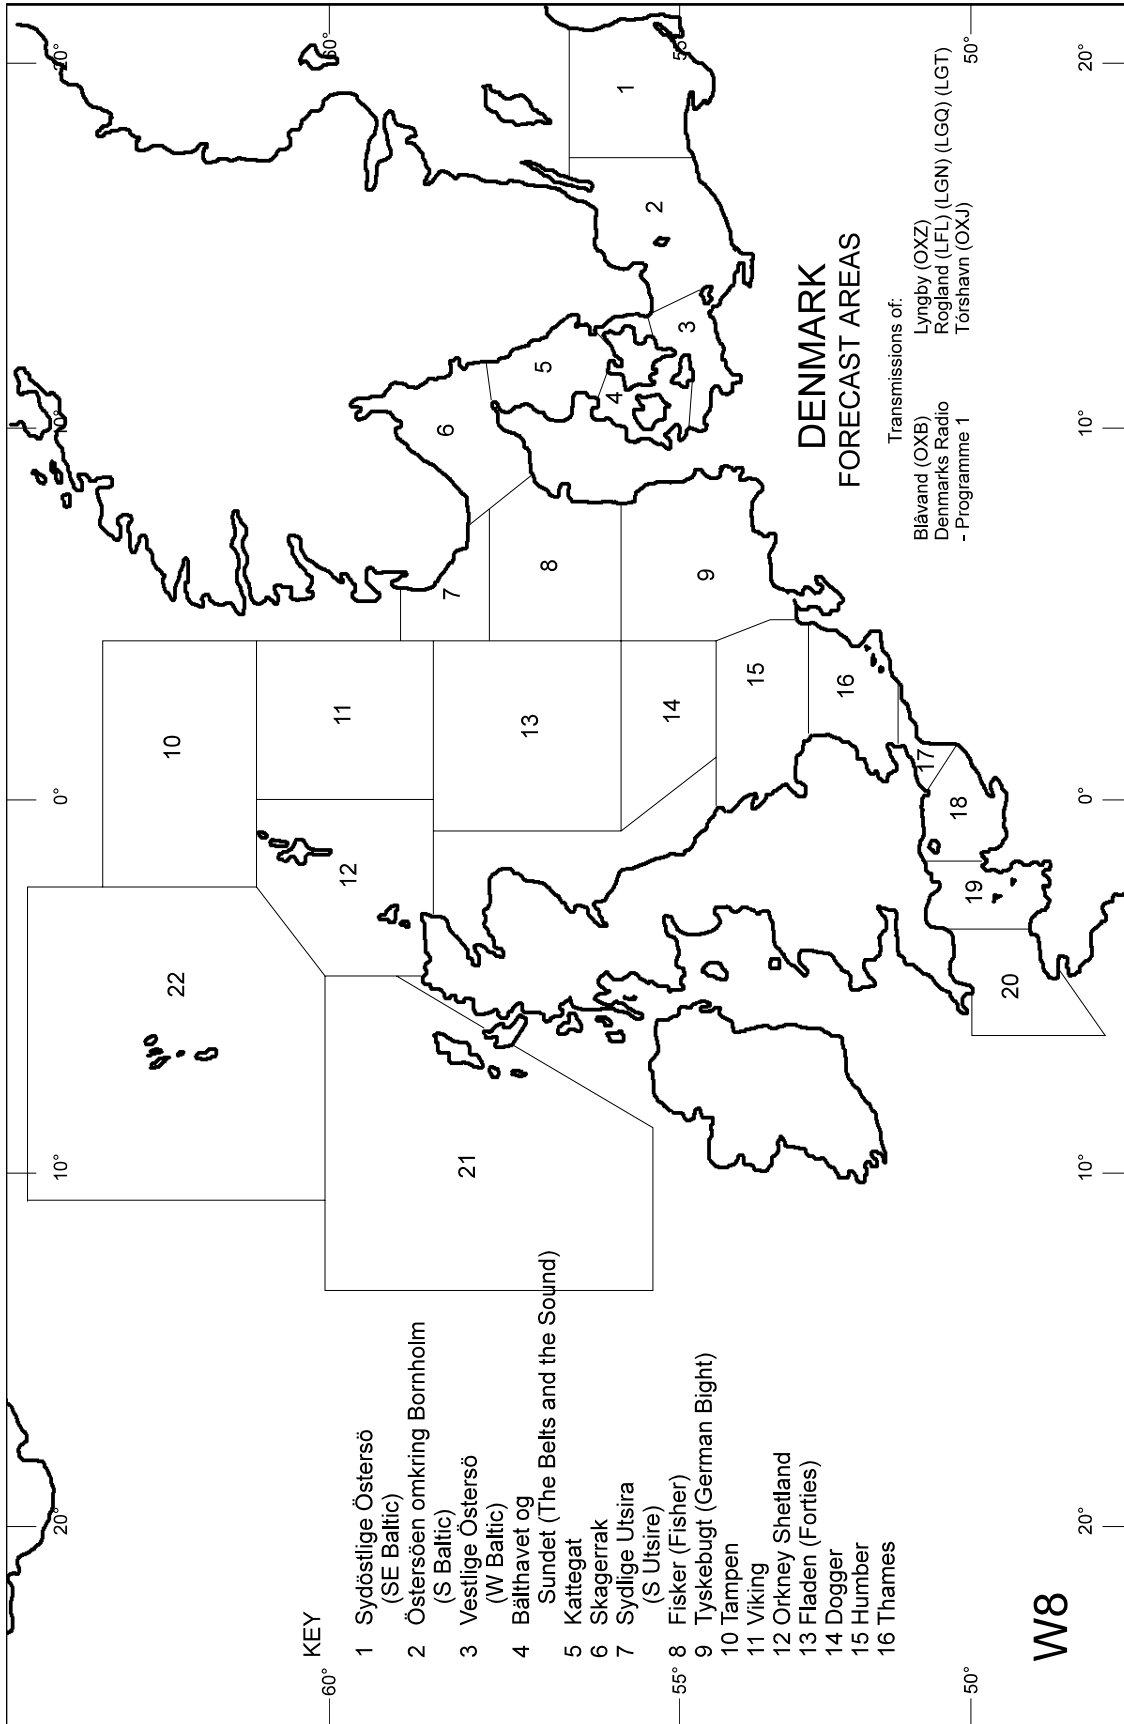 20°
10°
0°
10°
20°
60°
60°
55°
55°
50°
50°
20°
10°
0°
10°
20°
22
10
21
12
11
13
14
15
16
17
18
19
20
7
8
9
6
5
4
3
2
1
DENMARK
FORECAST AREAS
Transmissions of:
Blåvand (OXB)
Denmarks Radio
- Programme 1
Lyngby (OXZ)
Rogland (LFL) (LGN) (LGQ) (LGT)
Tórshavn (OXJ)
KEY
1 Sydöstlige Östersö
(SE Baltic)
2 Östersöen omkring Bornholm
(S Baltic)
3 Vestlige Östersö
(W Baltic)
4 Bälthavet og
Sundet (The Belts and the Sound)
5 Kattegat
6 Skagerrak
7 Sydlige Utsira
(S Utsire)
8 Fisker (Fisher)
9 Tyskebugt (German Bight)
10 Tampen
11 Viking
12 Orkney Shetland
13 Fladen (Forties)
14 Dogger
15 Humber
16 Thames
W8